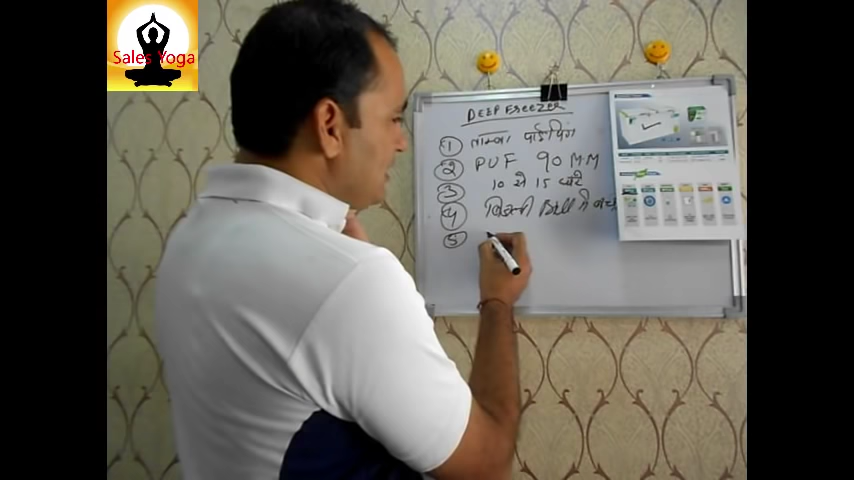 Sales Yoga
DEEP FREEZER
1 ताम्बा पाईपिंग
2 PUF 90 MM
3 10 से 15 घंटे
4 बिजली Bill में बचत
5